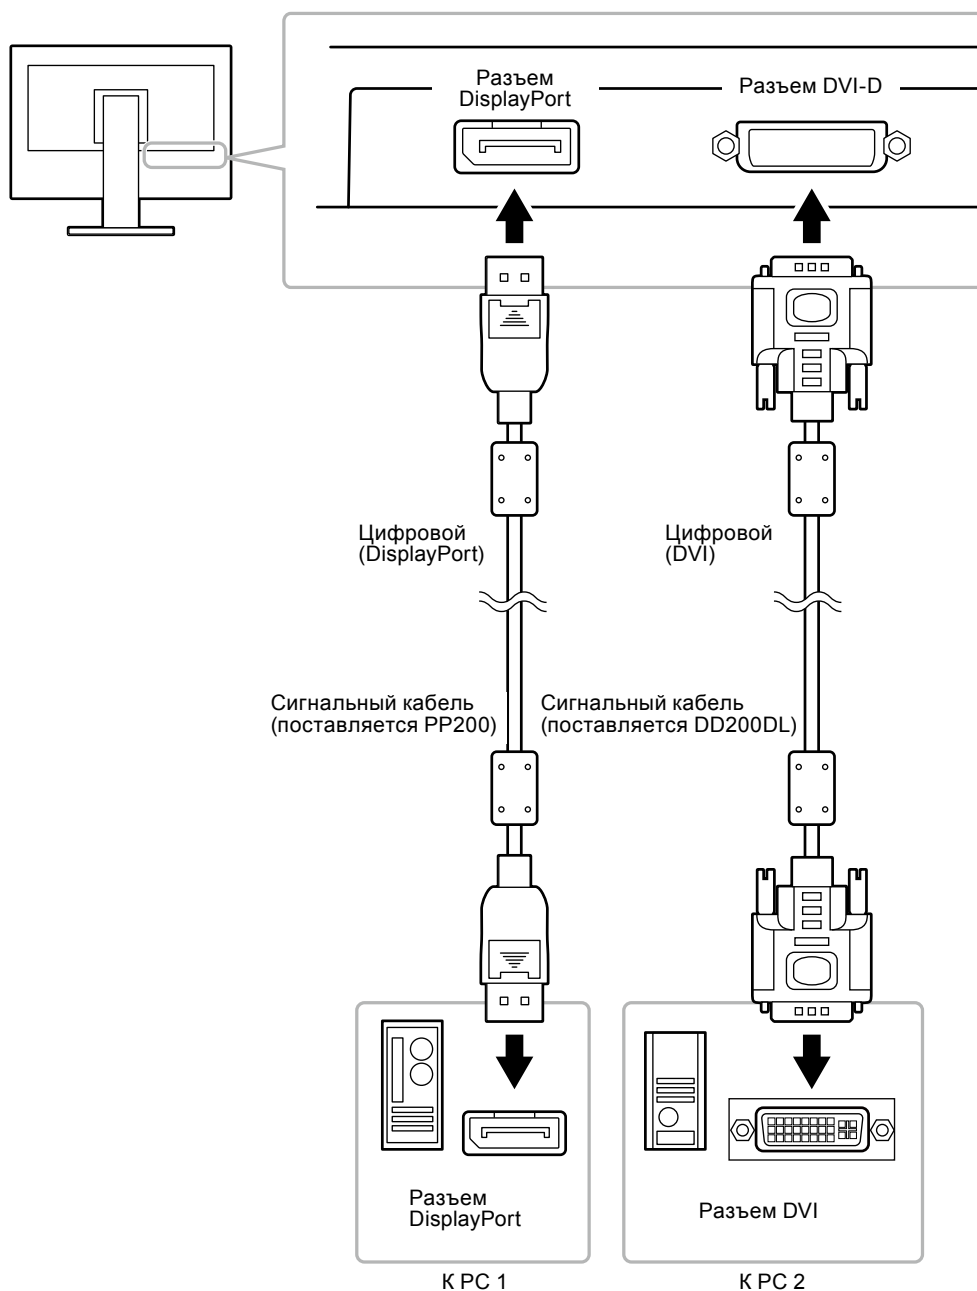 Разъем
DisplayPort
Разъем DVI-D
Цифровой
(DisplayPort)
Цифровой
(DVI)
Сигнальный кабель
(поставляется PP200)
Сигнальный кабель
(поставляется DD200DL)
Разъем
DisplayPort
Разъем DVI
К PC 1
К PC 2